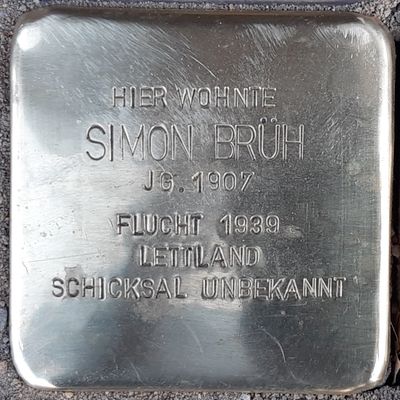 HIER WOHNTE
SIMON BRÜH
JG. 1907
FLUCHT 1939
LETTLAND
SCHICKSAL UNBEKANNT